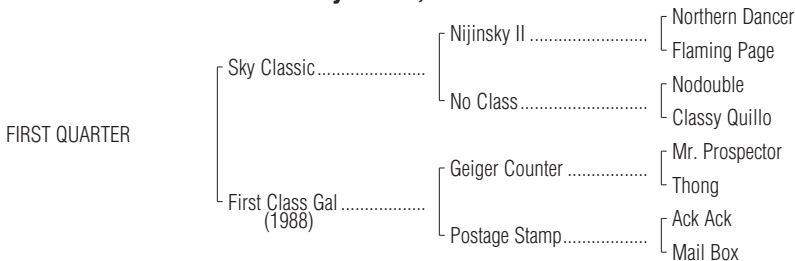 Northern Dancer
Nijinsky II ........................
Flaming Page
Sky Classic......................
Nodouble
No Class..........................
Classy Quillo
FIRST QUARTER
Mr. Prospector
Geiger Counter ................
Thong
First Class Gal .................
(1988)
Ack Ack
Postage Stamp.................
Mail Box